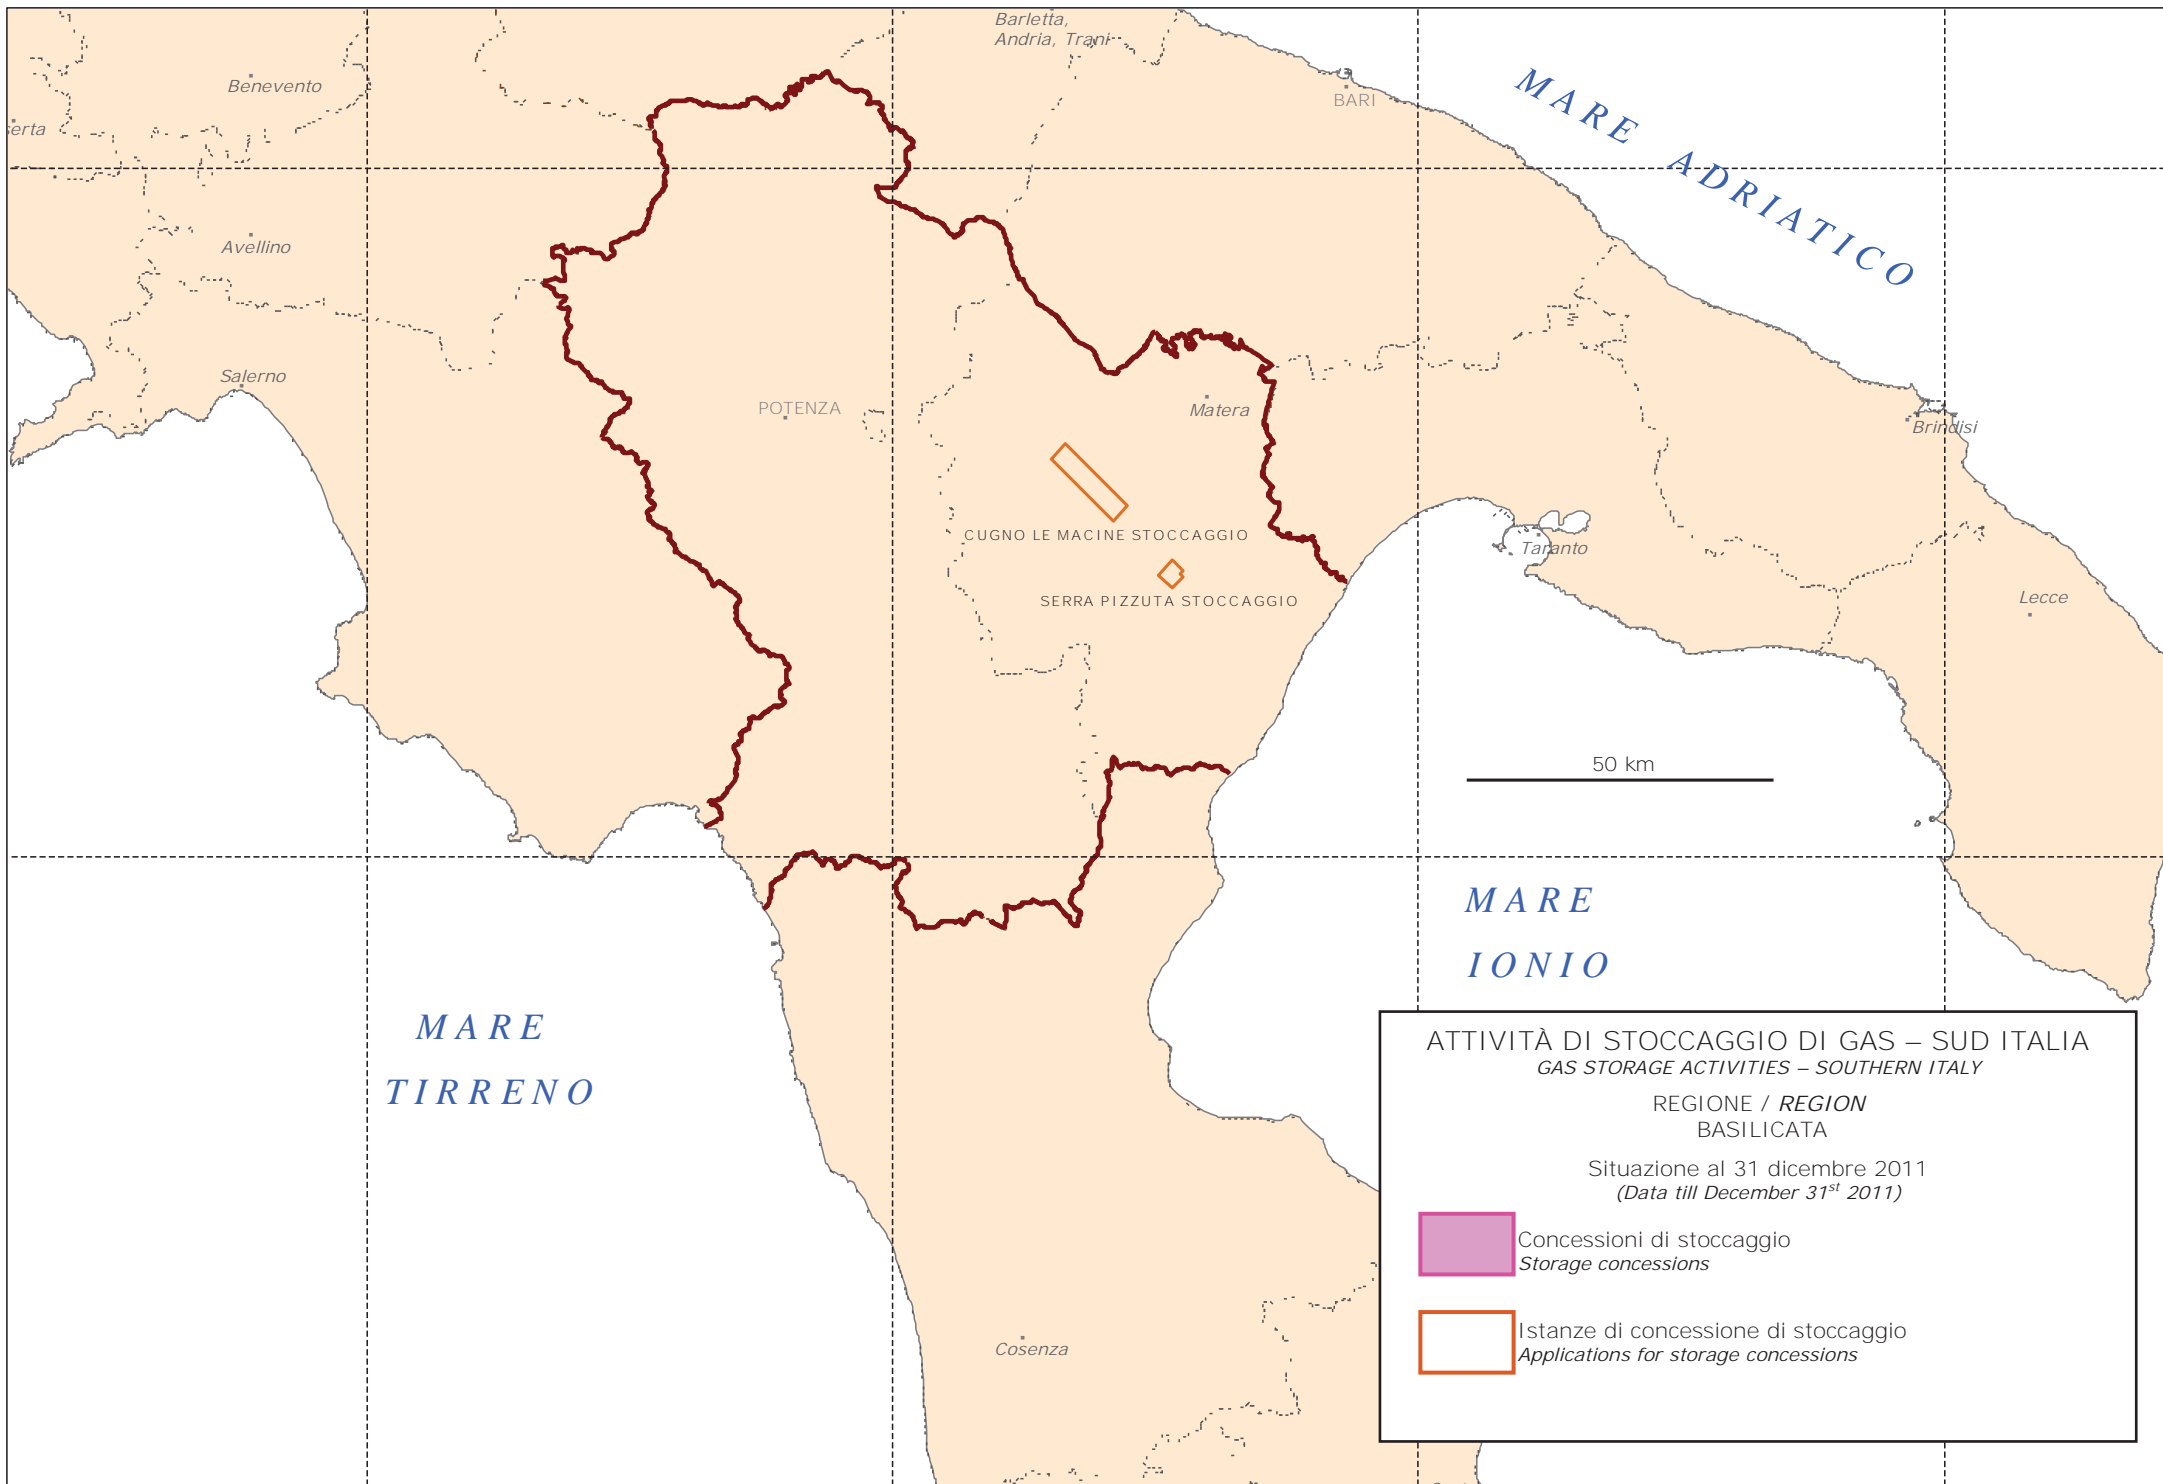 Barletta,
Andria, Trani
Benevento
BARI
erta
MARE ADRIATICO
Avellino
Salerno
POTENZA
Matera
Brindisi
CUGNO LE MACINE STOCCAGGIO
Taranto
SERRA PIZZUTA STOCCAGGIO
Lecce
50 km
MARE
IONIO
MARE
TIRRENO
Cosenza
ATTIVITÀ DI STOCCAGGIO DI GAS – SUD ITALIA
GAS STORAGE ACTIVITIES – SOUTHERN ITALY
REGIONE / REGION
BASILICATA
Situazione al 31 dicembre 2011
(Data till December 31st 2011)
Concessioni di stoccaggio
Storage concessions
Istanze di concessione di stoccaggio
Applications for storage concessions